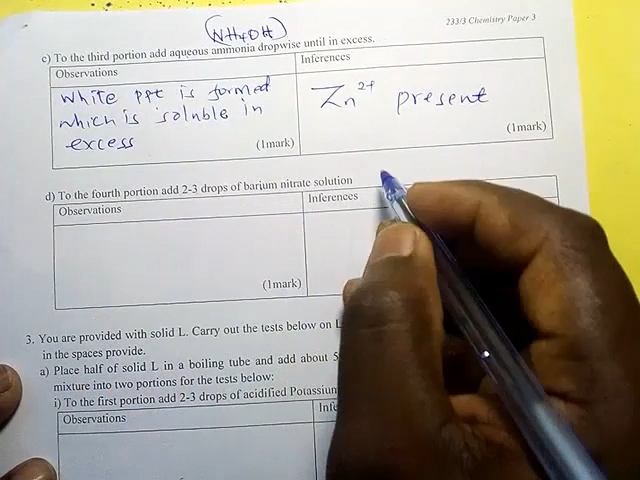 (NH4OH)
233/3 Chemistry Paper 3
c) To the third portion add aqueous ammonia dropwise until in excess.
Observations
Inferences
White ppt is formed
which is soluble in
excess
(1mark)
Zn2+ present
(1mark)
d) To the fourth portion add 2-3 drops of barium nitrate solution
Observations
Inferences
(1mark)
3. You are provided with solid L. Carry out the tests below on L
in the spaces provide.
a) Place half of solid L in a boiling tube and add about 5
mixture into two portions for the tests below:
i) To the first portion add 2-3 drops of acidified Potassium
Observations